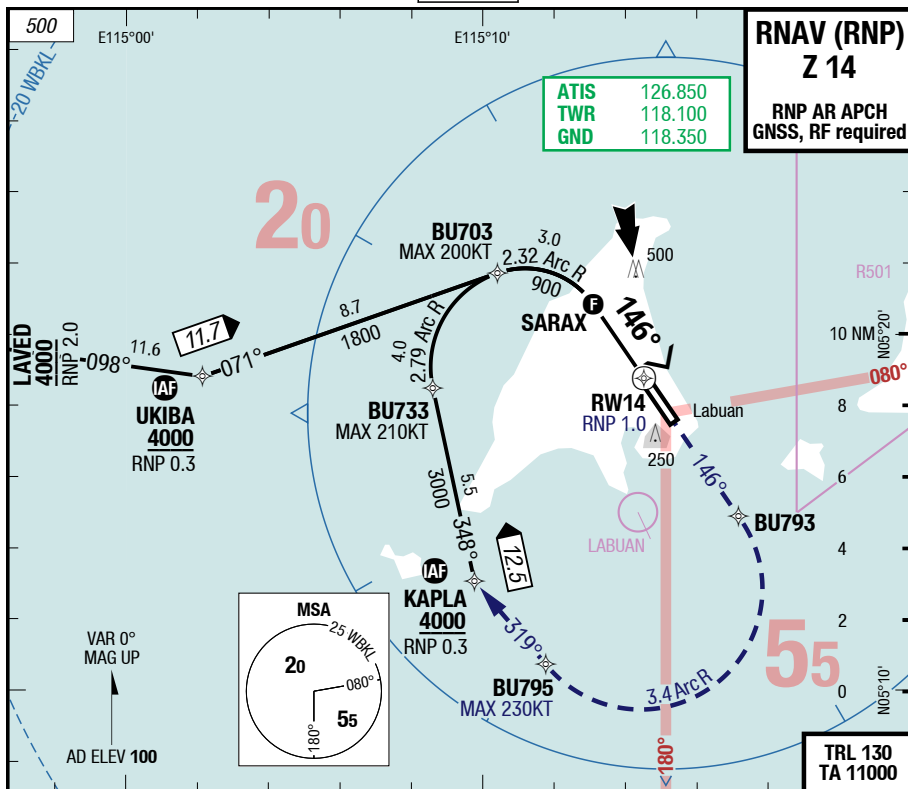 500
E115°00'
E115°10'
RNAV (RNP)
Z 14
RNP AR APCH
GNSS, RF required
20 WBKL
ATIS 126.850
TWR 118.100
GND 118.350
20
BU703
MAX 200KT
3.0
2.32 Arc R
900
500
R501
SARAX
F
146°
8.7
1800
11.7
4.0
2.79 Arc R
10 NM
N05°20'
LAVED
4000
RNP 2.0
098°
11.6
071°
IAF
UKIBA
4000
RNP 0.3
BU733
MAX 210KT
RW14
RNP 1.0
Labuan
080°
8
250
5.5
3000
348°
146°
6
BU793
LABUAN
12.5
4
IAF
KAPLA
4000
RNP 0.3
319°
2
55
MSA
25 WBKL
20
080°
55
180°
VAR 0°
MAG UP
BU795
MAX 230KT
3.4 Arc R
0
N05°10'
AD ELEV 100
180°
TRL 130
TA 11000